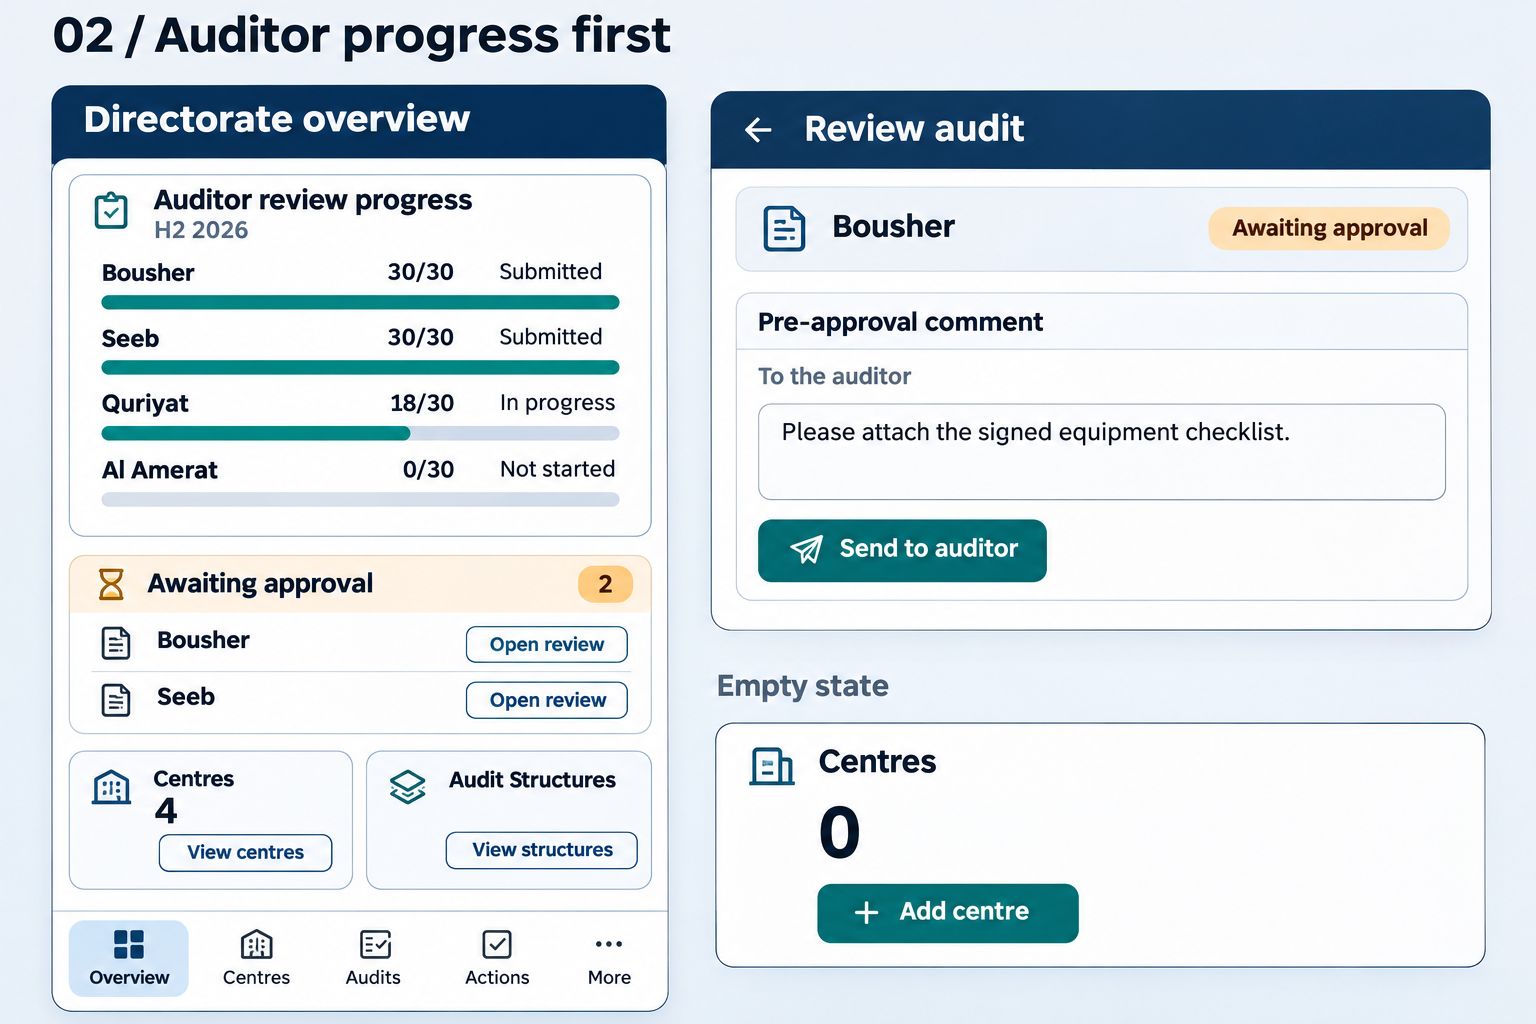 02 / Auditor progress first
Directorate overview
Auditor review progress
H2 2026
Bousher 30/30 Submitted
Seeb 30/30 Submitted
Quriyat 18/30 In progress
Al Amerat 0/30 Not started
Awaiting approval 2
Bousher Open review
Seeb Open review
Centres
4
View centres
Audit Structures
View structures
Overview Centres Audits Actions More
Review audit
Bousher Awaiting approval
Pre-approval comment
To the auditor
Please attach the signed equipment checklist.
Send to auditor
Empty state
Centres
0
Add centre